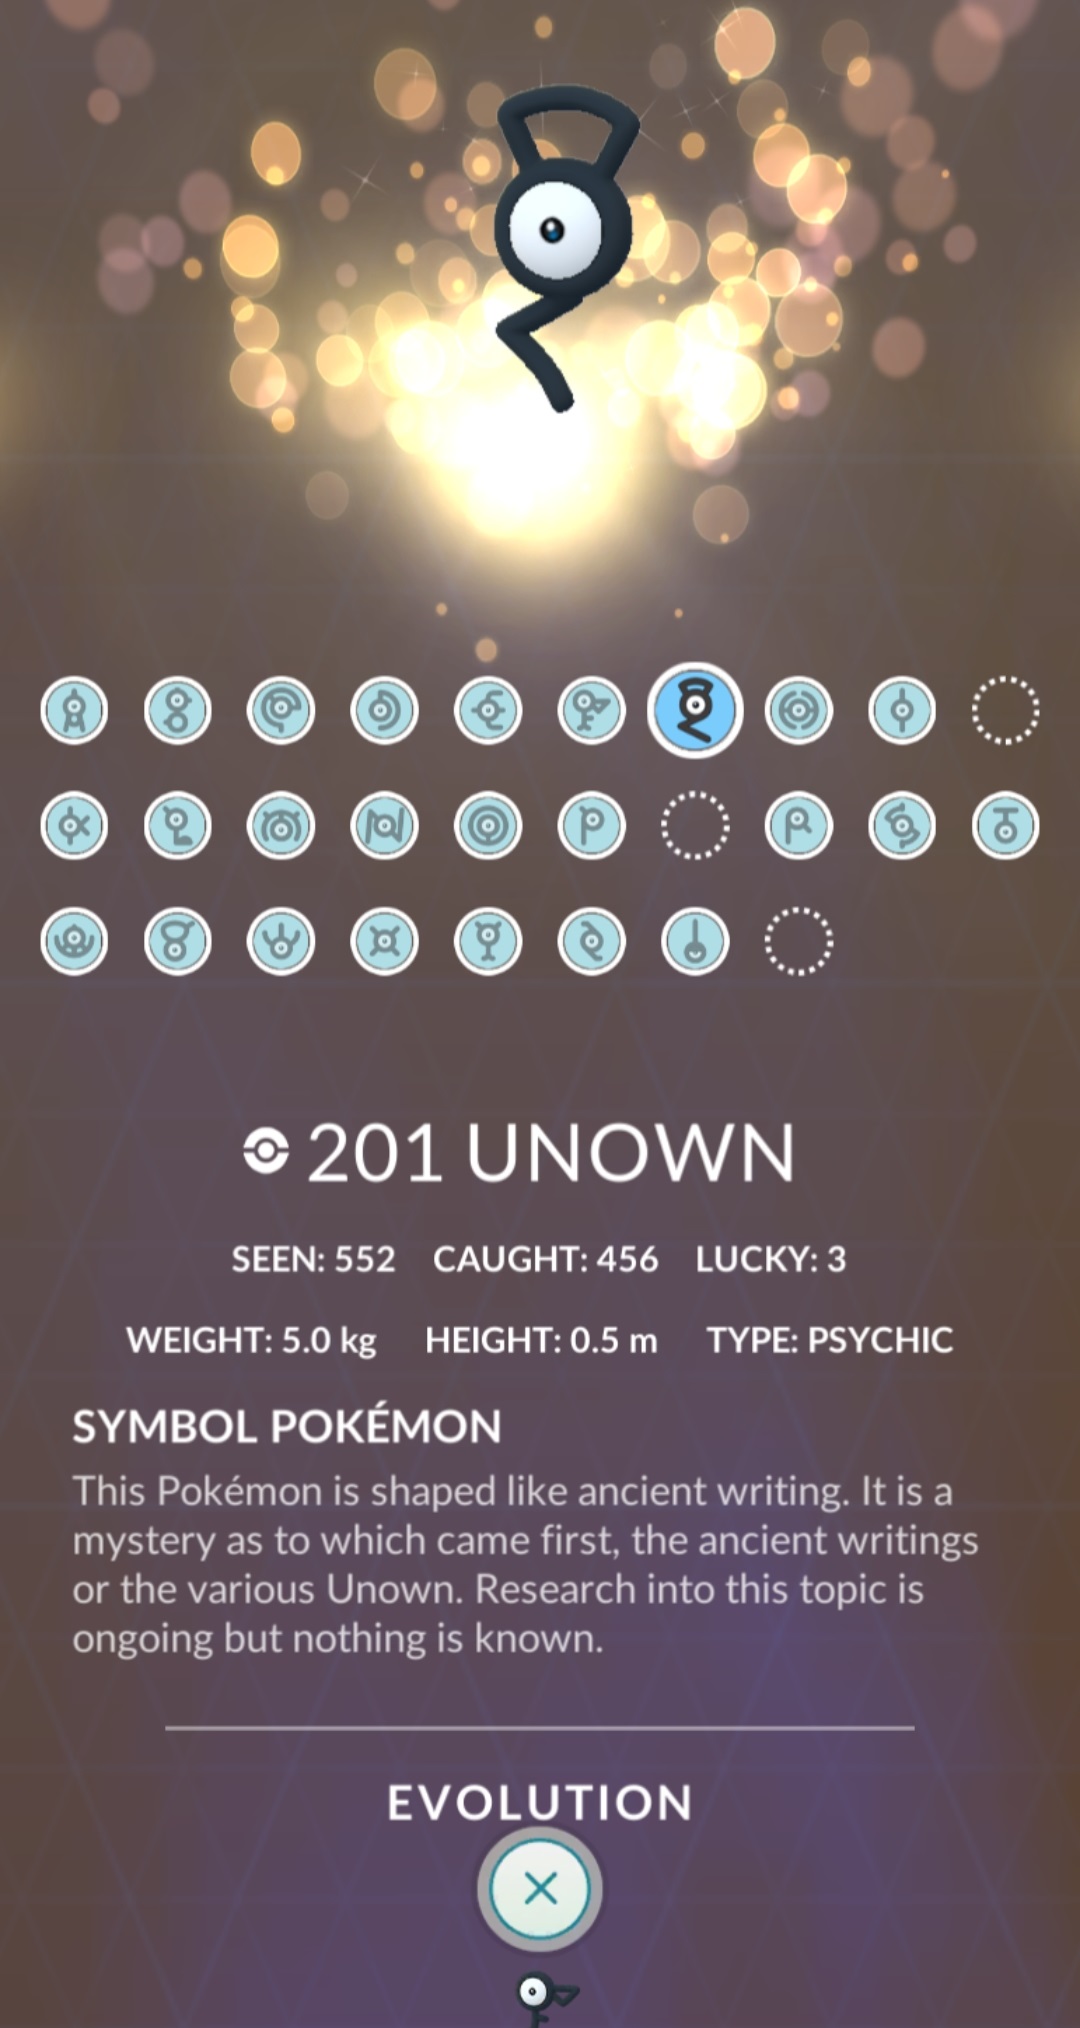 201 UNOWN
SEEN: 552 CAUGHT: 456 LUCKY: 3
WEIGHT: 5.0 kg HEIGHT: 0.5 m TYPE: PSYCHIC
SYMBOL POKÉMON
This Pokémon is shaped like ancient writing. It is a
mystery as to which came first, the ancient writings
or the various Unown. Research into this topic is
ongoing but nothing is known.
EVOLUTION